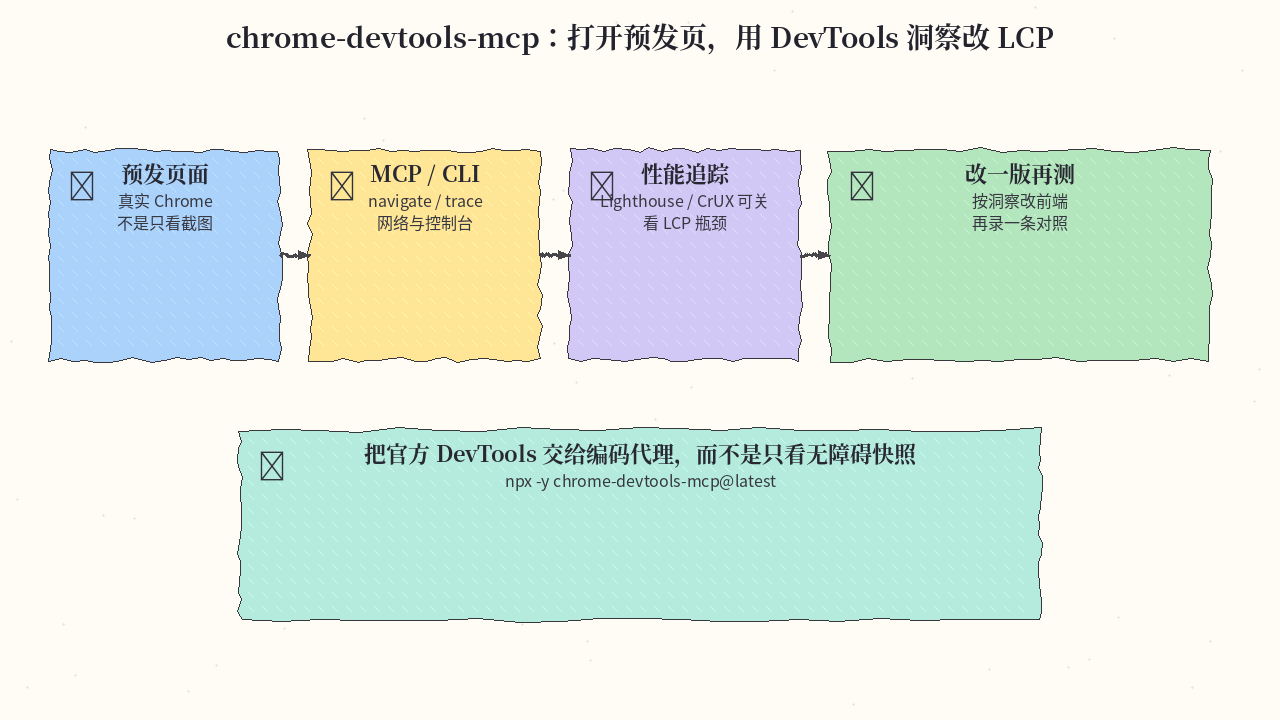 chrome-devtools-mcp：打开预发页，用 DevTools 洞察改 LCP
预发页面
真实 Chrome
不是只看截图
MCP / CLI
navigate / trace
网络与控制台
性能追踪
Lighthouse / CrUX 可关
看 LCP 瓶颈
改一版再测
按洞察改前端
再录一条对照
把官方 DevTools 交给编码代理，而不是只看无障碍快照
npx -y chrome-devtools-mcp@latest